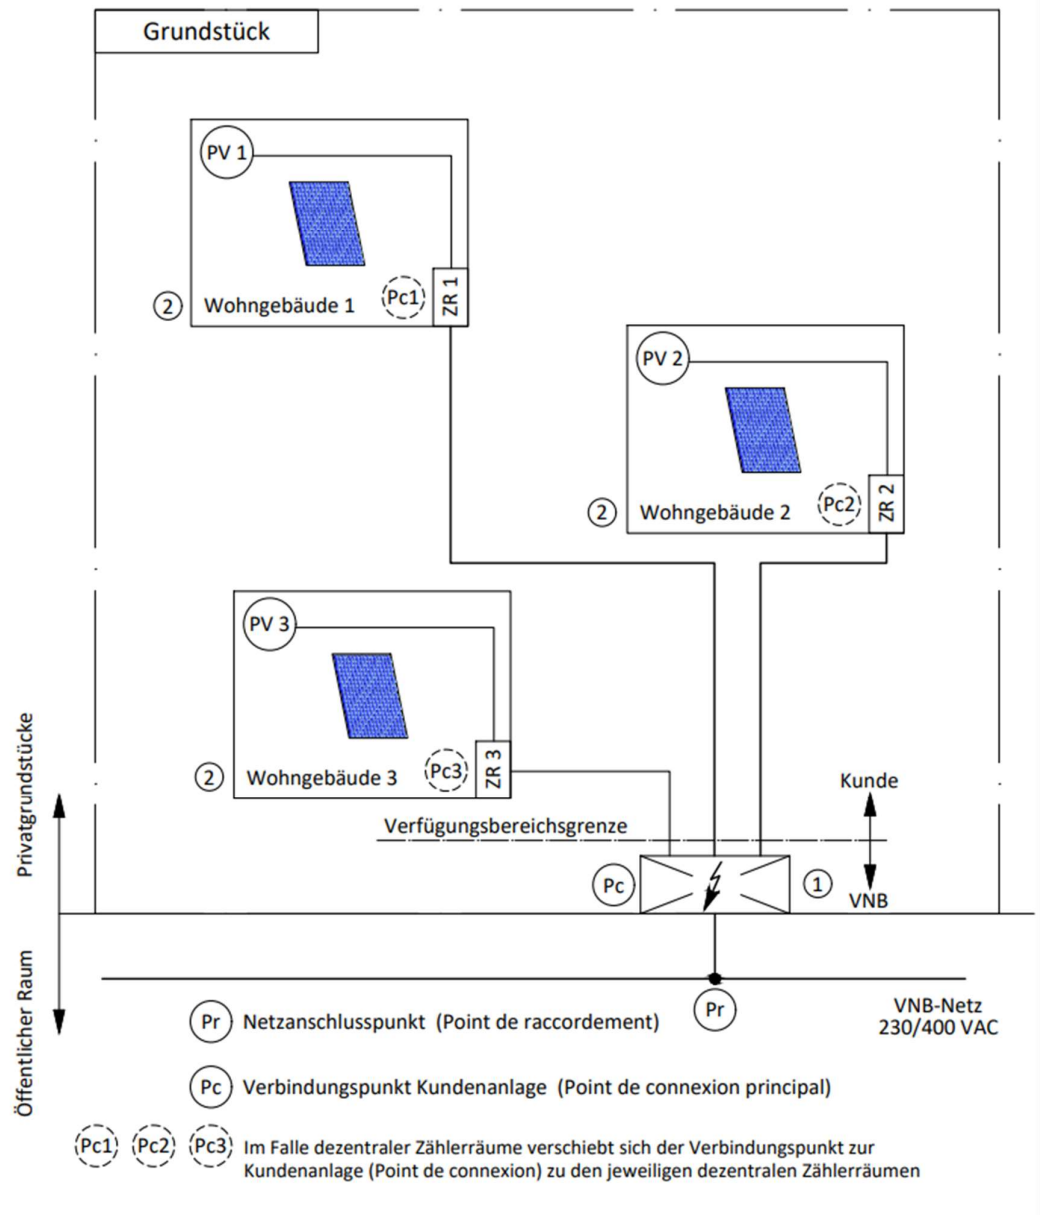 Grundstück
PV 1
Pc1
ZR 1
2
Wohngebäude 1
PV 2
Pc2
ZR 2
2
Wohngebäude 2
PV 3
Pc3
ZR 3
2
Wohngebäude 3
Privatgrundstücke
Öffentlicher Raum
Verfügungsbereichsgrenze
Kunde
VNB
Pc
1
Pr
VNB-Netz
230/400 VAC
Pr Netzanschlusspunkt (Point de raccordement)
Pc Verbindungspunkt Kundenanlage (Point de connexion principal)
Pc1 Pc2 Pc3 Im Falle dezentraler Zählerräume verschiebt sich der Verbindungspunkt zur
Kundenanlage (Point de connexion) zu den jeweiligen dezentralen Zählerräumen